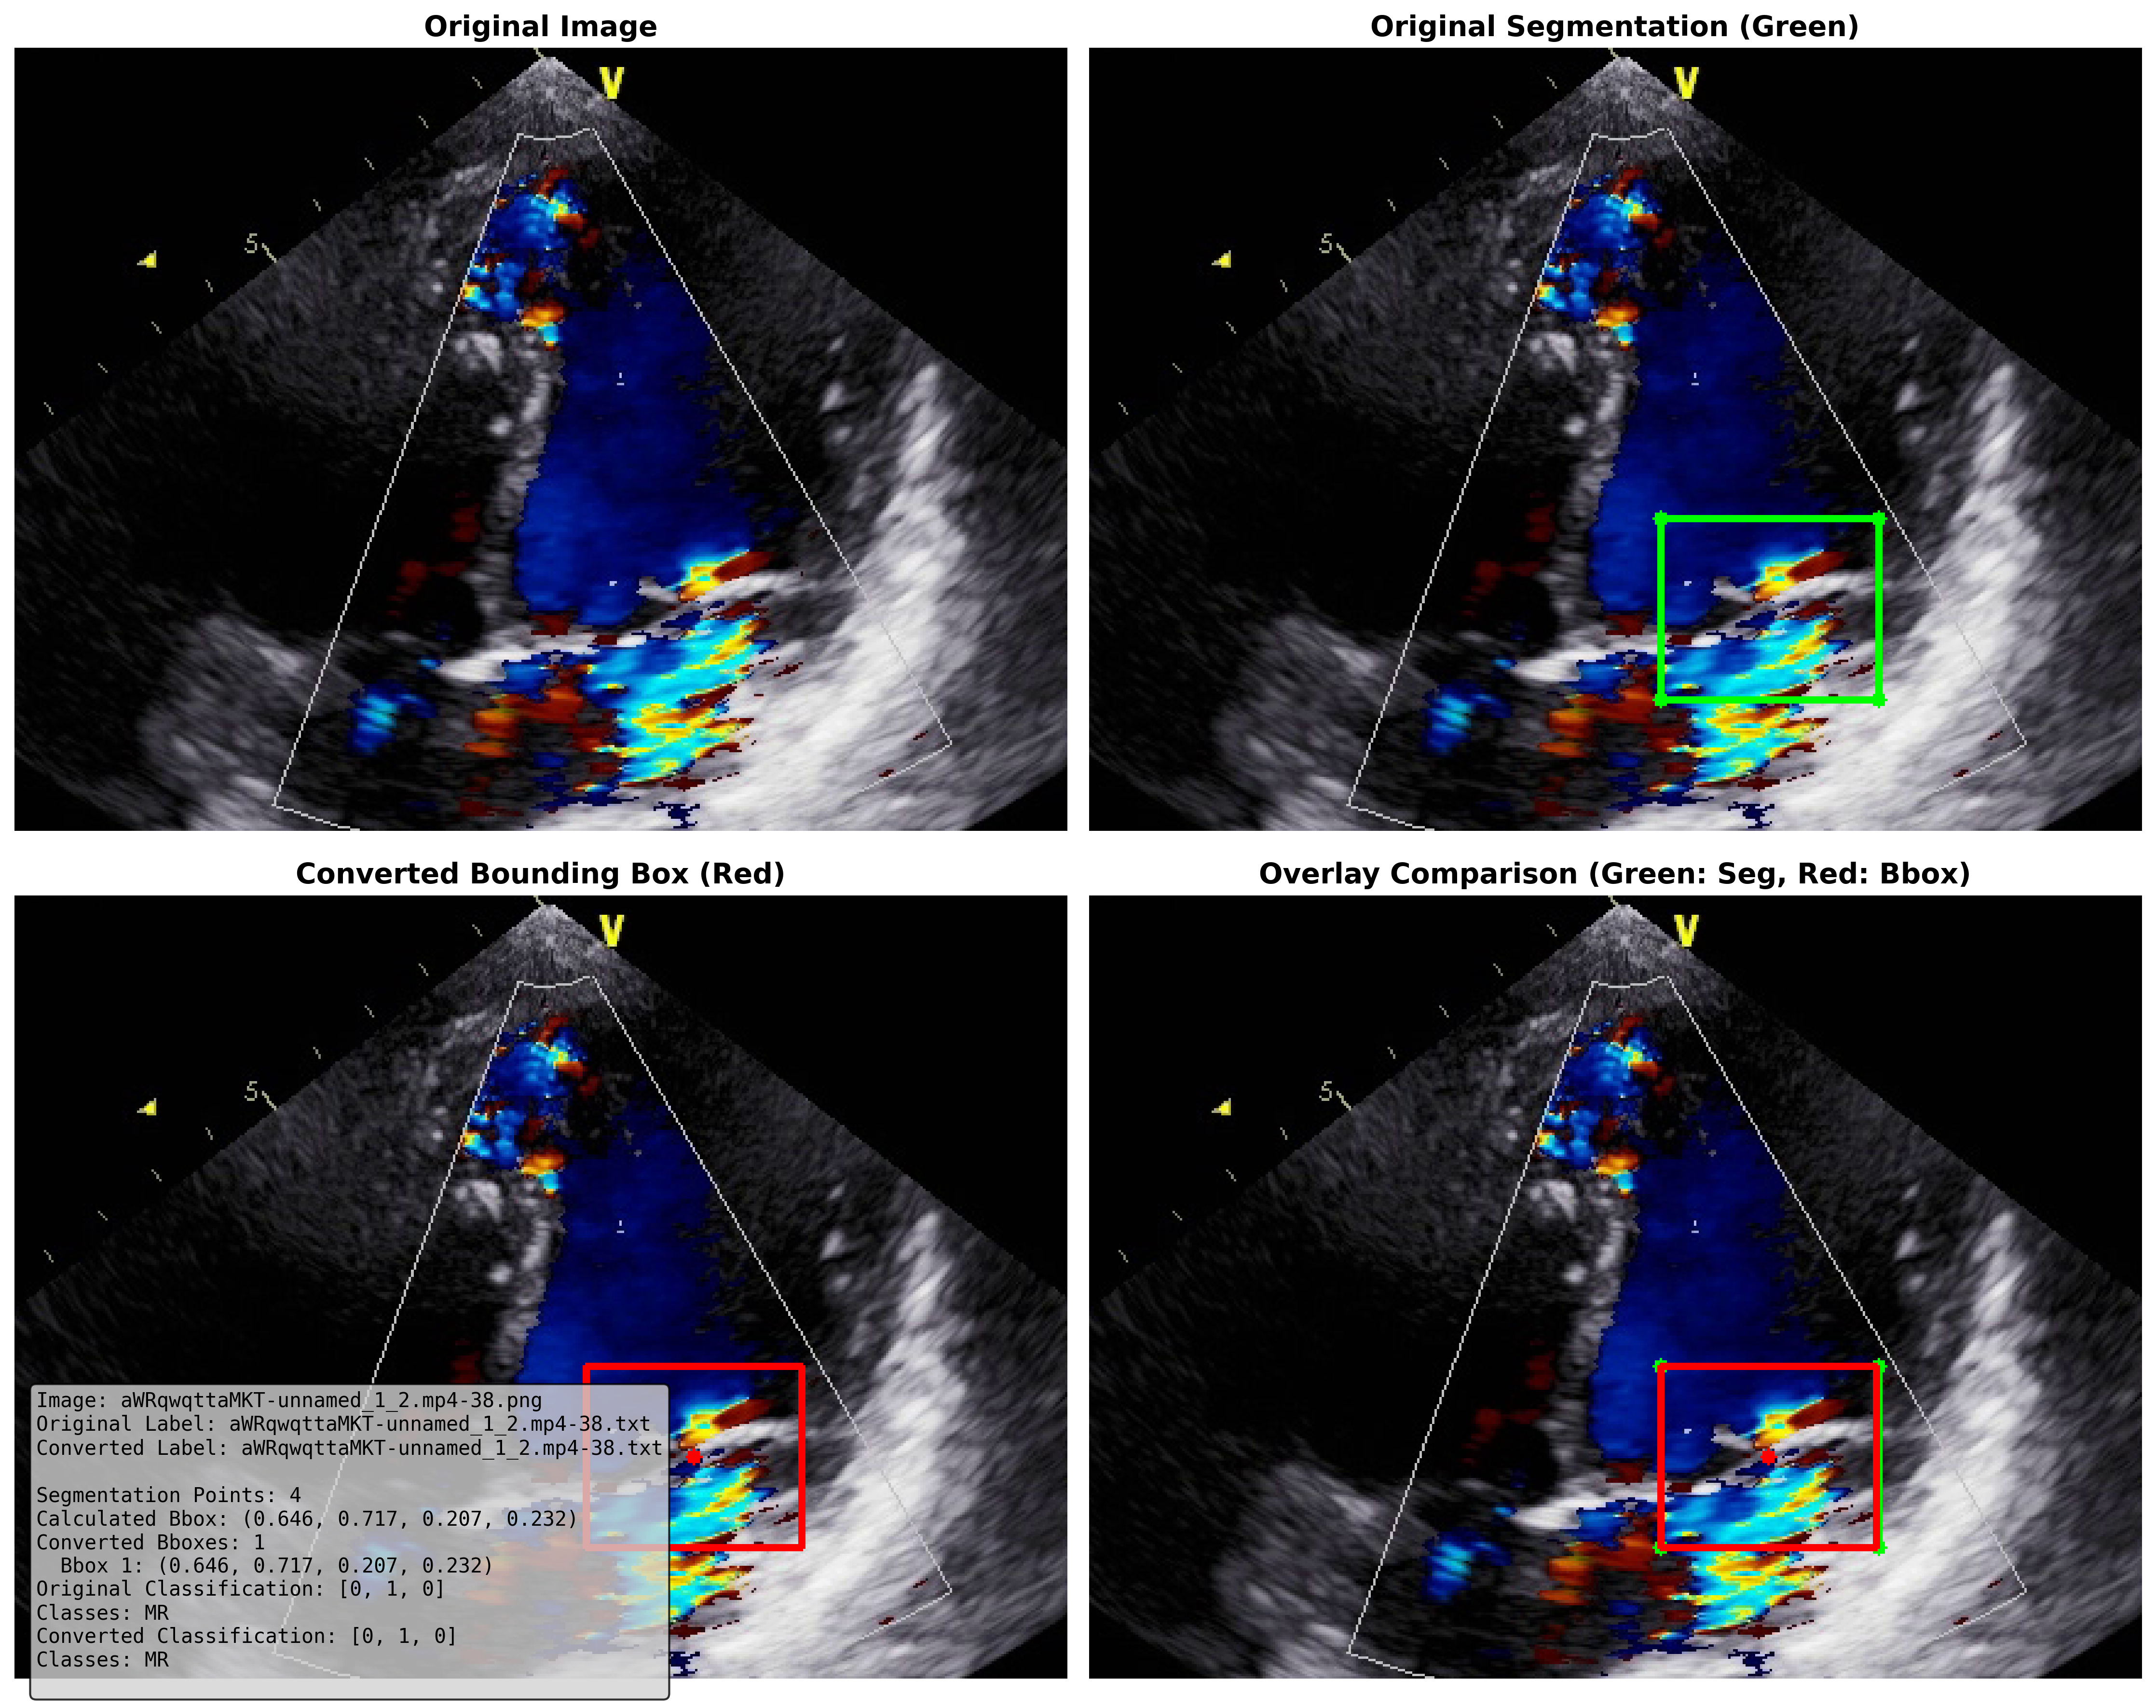 Original Image
Original Segmentation (Green)
V
5
V
5
Converted Bounding Box (Red)
Overlay Comparison (Green: Seg, Red: Bbox)
V
5
V
5
Image: aWRqwqttaMKT-unnamed_1_2.mp4-38.png
Original Label: aWRqwqttaMKT-unnamed_1_2.mp4-38.txt
Converted Label: aWRqwqttaMKT-unnamed_1_2.mp4-38.txt
Segmentation Points: 4
Calculated Bbox: (0.646, 0.717, 0.207, 0.232)
Converted Bboxes: 1
Bbox 1: (0.646, 0.717, 0.207, 0.232)
Original Classification: [0, 1, 0]
Classes: MR
Converted Classification: [0, 1, 0]
Classes: MR